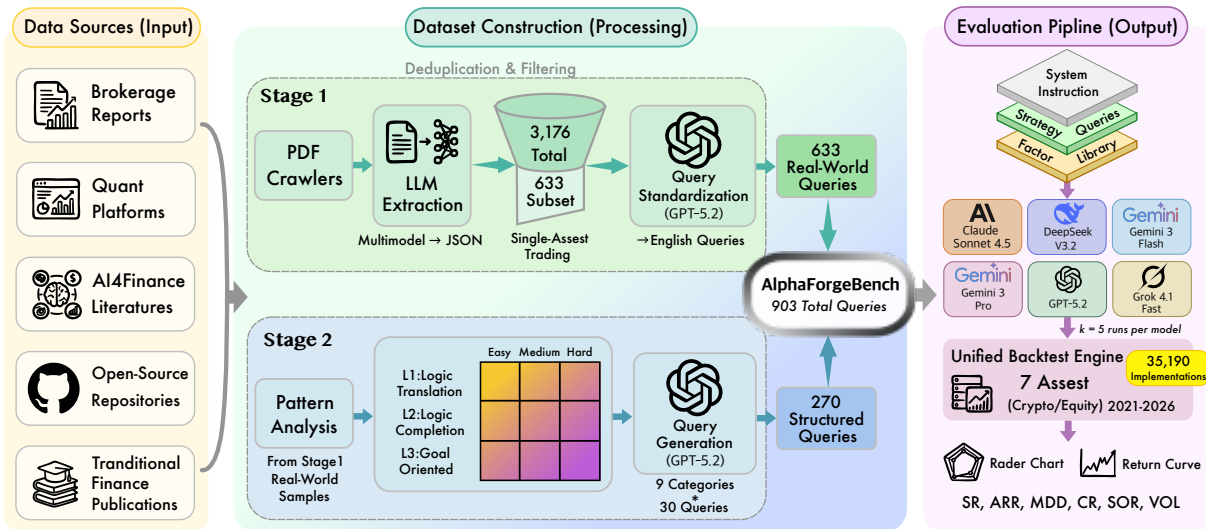 Data Sources (Input)
Brokerage
Reports
Quant
Platforms
AI4Finance
Literatures
Open-Source
Repositories
Tranditional
Finance
Publications
Dataset Construction (Processing)
Deduplication & Filtering
Stage 1
PDF
Crawlers
LLM
Extraction
Multimodel → JSON
3,176
Total
633
Subset
Single-Assest
Trading
Query
Standardization
(GPT-5.2)
→English Queries
633
Real-World
Queries
AlphaForgeBench
903 Total Queries
Stage 2
Pattern
Analysis
From Stage1
Real-World
Samples
Easy Medium Hard
L1:Logic
Translation
L2:Logic
Completion
L3:Goal
Oriented
Query
Generation
(GPT-5.2)
9 Categories
*
30 Queries
270
Structured
Queries
Evaluation Pipline (Output)
System
Instruction
Strategy Queries
Factor Library
AI
Claude
Sonnet 4.5
DeepSeek
V3.2
Gemini
Gemini 3
Flash
Gemini
Gemini 3
Pro
GPT-5.2
Grok 4.1
Fast
k = 5 runs per model
Unified Backtest Engine
35,190
Implementations
7 Assest
(Crypto/Equity) 2021-2026
Rader Chart
Return Curve
SR, ARR, MDD, CR, SOR, VOL